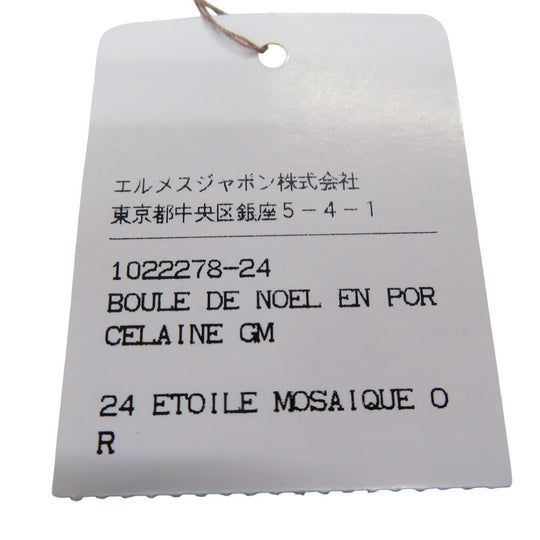 エルメスジャポン株式会社
東京都中央区銀座5-4-1
1022278-24
BOULE DE NOEL EN POR
CELAINE GM
24 ETOILE MOSAIQUE O
R